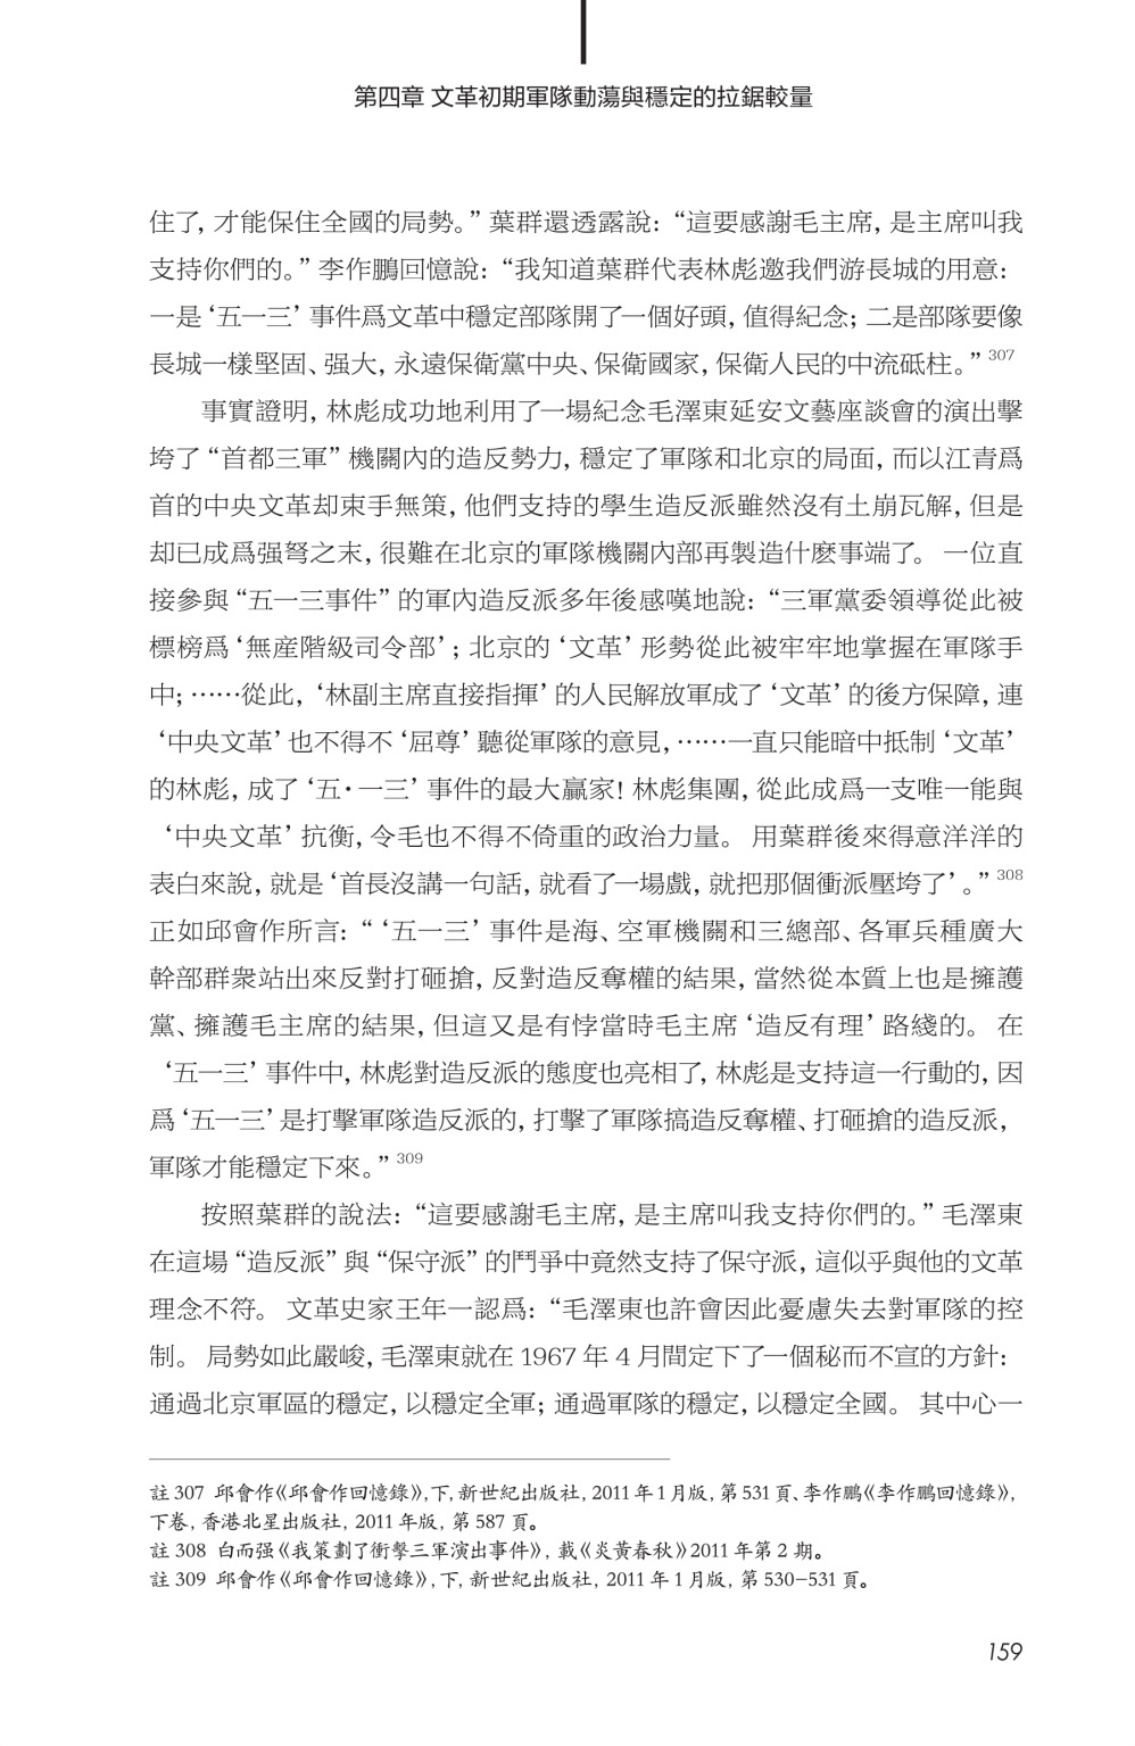 第四章 文革初期軍隊動蕩與穩定的拉鋸較量
住了，才能保住全國的局勢。”葉群還透露說：“這要感謝毛主席，是主席叫我
支持你們的。”李作鵬回憶說：“我知道葉群代表林彪邀我們游長城的用意：
一是‘五一三’事件爲文革中穩定部隊開了一個好頭，值得紀念；二是部隊要像
長城一樣堅固、强大，永遠保衛黨中央、保衛國家，保衛人民的中流砥柱。”307
事實證明，林彪成功地利用了一場紀念毛澤東延安文藝座談會的演出擊
垮了“首都三軍”機關內的造反勢力，穩定了軍隊和北京的局面，而以江青爲
首的中央文革却束手無策，他們支持的學生造反派雖然沒有土崩瓦解，但是
却已成爲强弩之末，很難在北京的軍隊機關內部再製造什麽事端了。一位直
接參與“五一三事件”的軍內造反派多年後感嘆地說：“三軍黨委領導從此被
標榜爲‘無産階級司令部’；北京的‘文革’形勢從此被牢牢地掌握在軍隊手
中；……從此，‘林副主席直接指揮’的人民解放軍成了‘文革’的後方保障，連
‘中央文革’也不得不‘屈尊’聽從軍隊的意見，……一直只能暗中抵制‘文革’
的林彪，成了‘五·一三’事件的最大赢家！林彪集團，從此成爲一支唯一能與
‘中央文革’抗衡，令毛也不得不倚重的政治力量。用葉群後來得意洋洋的
表白來說，就是‘首長沒講一句話，就看了一場戲，就把那個衝派壓垮了’。”308
正如邱會作所言：“‘五一三’事件是海、空軍機關和三總部、各軍兵種廣大
幹部群衆站出來反對打砸搶，反對造反奪權的結果，當然從本質上也是擁護
黨、擁護毛主席的結果，但這又是有悖當時毛主席‘造反有理’路綫的。在
‘五一三’事件中，林彪對造反派的態度也亮相了，林彪是支持這一行動的，因
爲‘五一三’是打擊軍隊造反派的，打擊了軍隊搞造反奪權、打砸搶的造反派，
軍隊才能穩定下來。”309
按照葉群的說法：“這要感謝毛主席，是主席叫我支持你們的。”毛澤東
在這場“造反派”與“保守派”的鬥爭中竟然支持了保守派，這似乎與他的文革
理念不符。文革史家王年一認爲：“毛澤東也許會因此憂慮失去對軍隊的控
制。局勢如此嚴峻，毛澤東就在1967年4月間定下了一個秘而不宣的方針：
通過北京軍區的穩定，以穩定全軍；通過軍隊的穩定，以穩定全國。其中心一
註307 邱會作《邱會作回憶錄》，下，新世紀出版社，2011年1月版，第531頁、李作鵬《李作鵬回憶錄》，
下卷，香港北星出版社，2011年版，第587頁。
註308 白而强《我策劃了衝擊三軍演出事件》，載《炎黃春秋》2011年第2期。
註309 邱會作《邱會作回憶錄》，下，新世紀出版社，2011年1月版，第530–531頁。
159